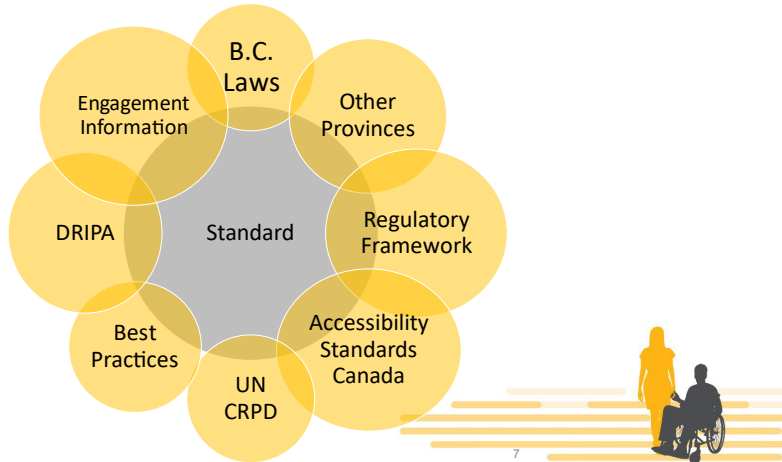 B.C.
Laws
Other
Provinces
Regulatory
Framework
Accessibility
Standards
Canada
UN
CRPD
Best
Practices
DRIPA
Engagement
Information
Standard
7